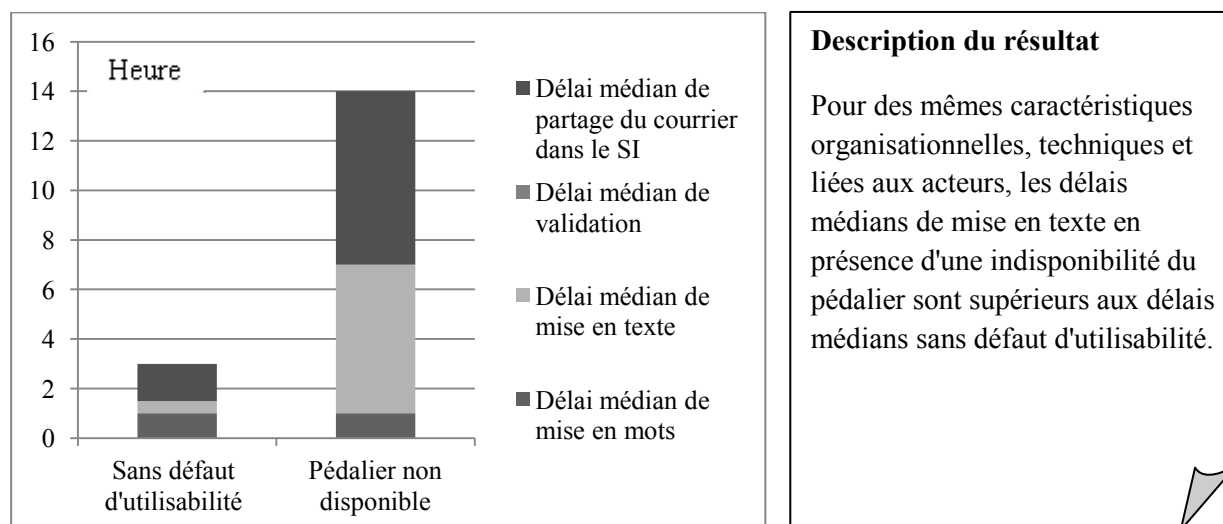 16
14
12
10
8
6
4
2
0
Heure
Sans défaut
d'utilisabilité
Pédalier non
disponible
Délai médian de
partage du courrier
dans le SI
Délai médian de
validation
Délai médian de
mise en texte
Délai médian de
mise en mots
Description du résultat
Pour des mêmes caractéristiques
organisationnelles, techniques et
liées aux acteurs, les délais
médians de mise en texte en
présence d'une indisponibilité du
pédalier sont supérieurs aux délais
médians sans défaut d'utilisabilité.